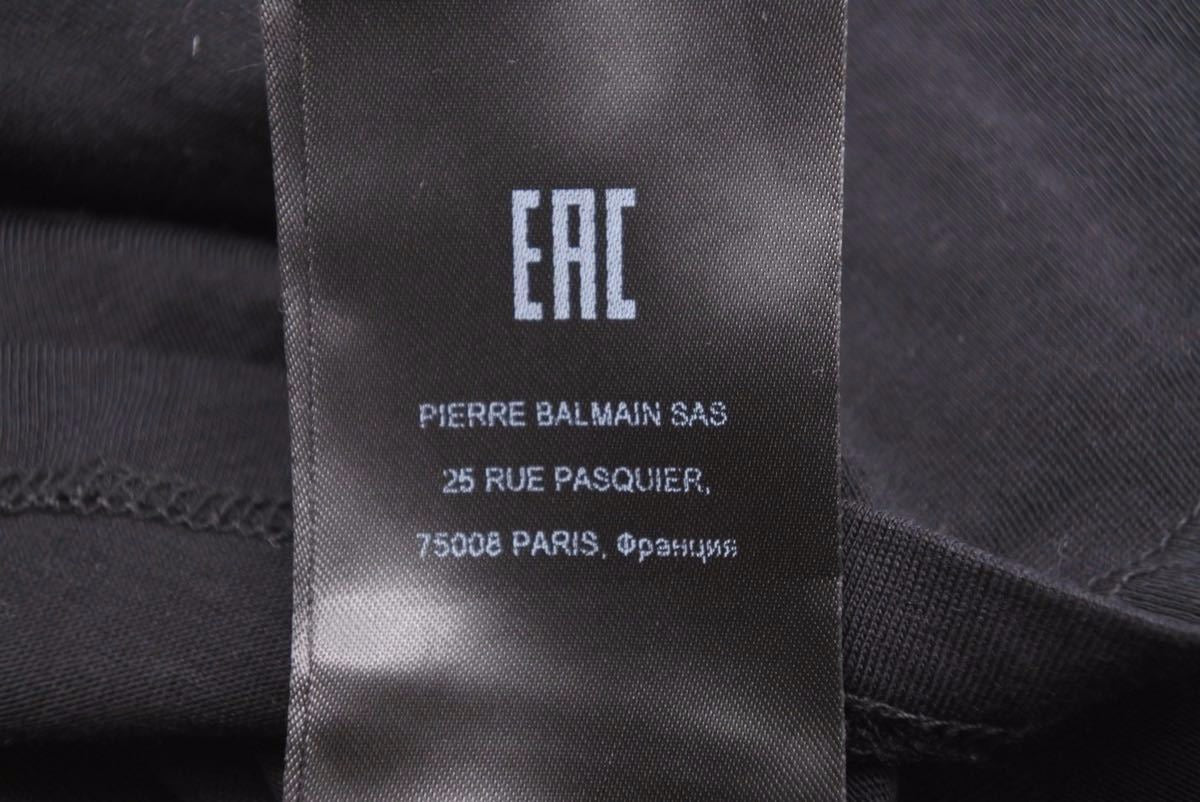 EAC
PIERRE BALMAIN SAS
25 RUE PASQUIER,
75008 PARIS, Франция